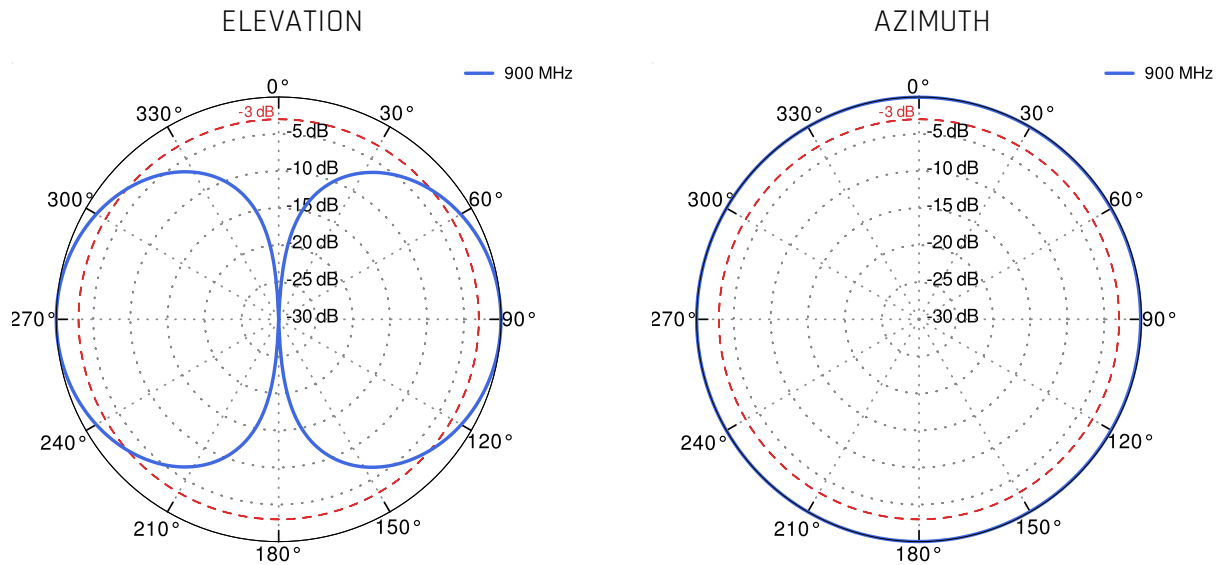 ELEVATION
900 MHz
0°
-3 dB
330°
30°
-5 dB
-10 dB
300°
60°
-15 dB
-20 dB
-25 dB
270°
-30 dB
90°
240°
120°
210°
150°
180°
AZIMUTH
900 MHz
0°
-3 dB
330°
30°
-5 dB
-10 dB
300°
60°
-15 dB
-20 dB
-25 dB
270°
-30 dB
90°
240°
120°
210°
150°
180°